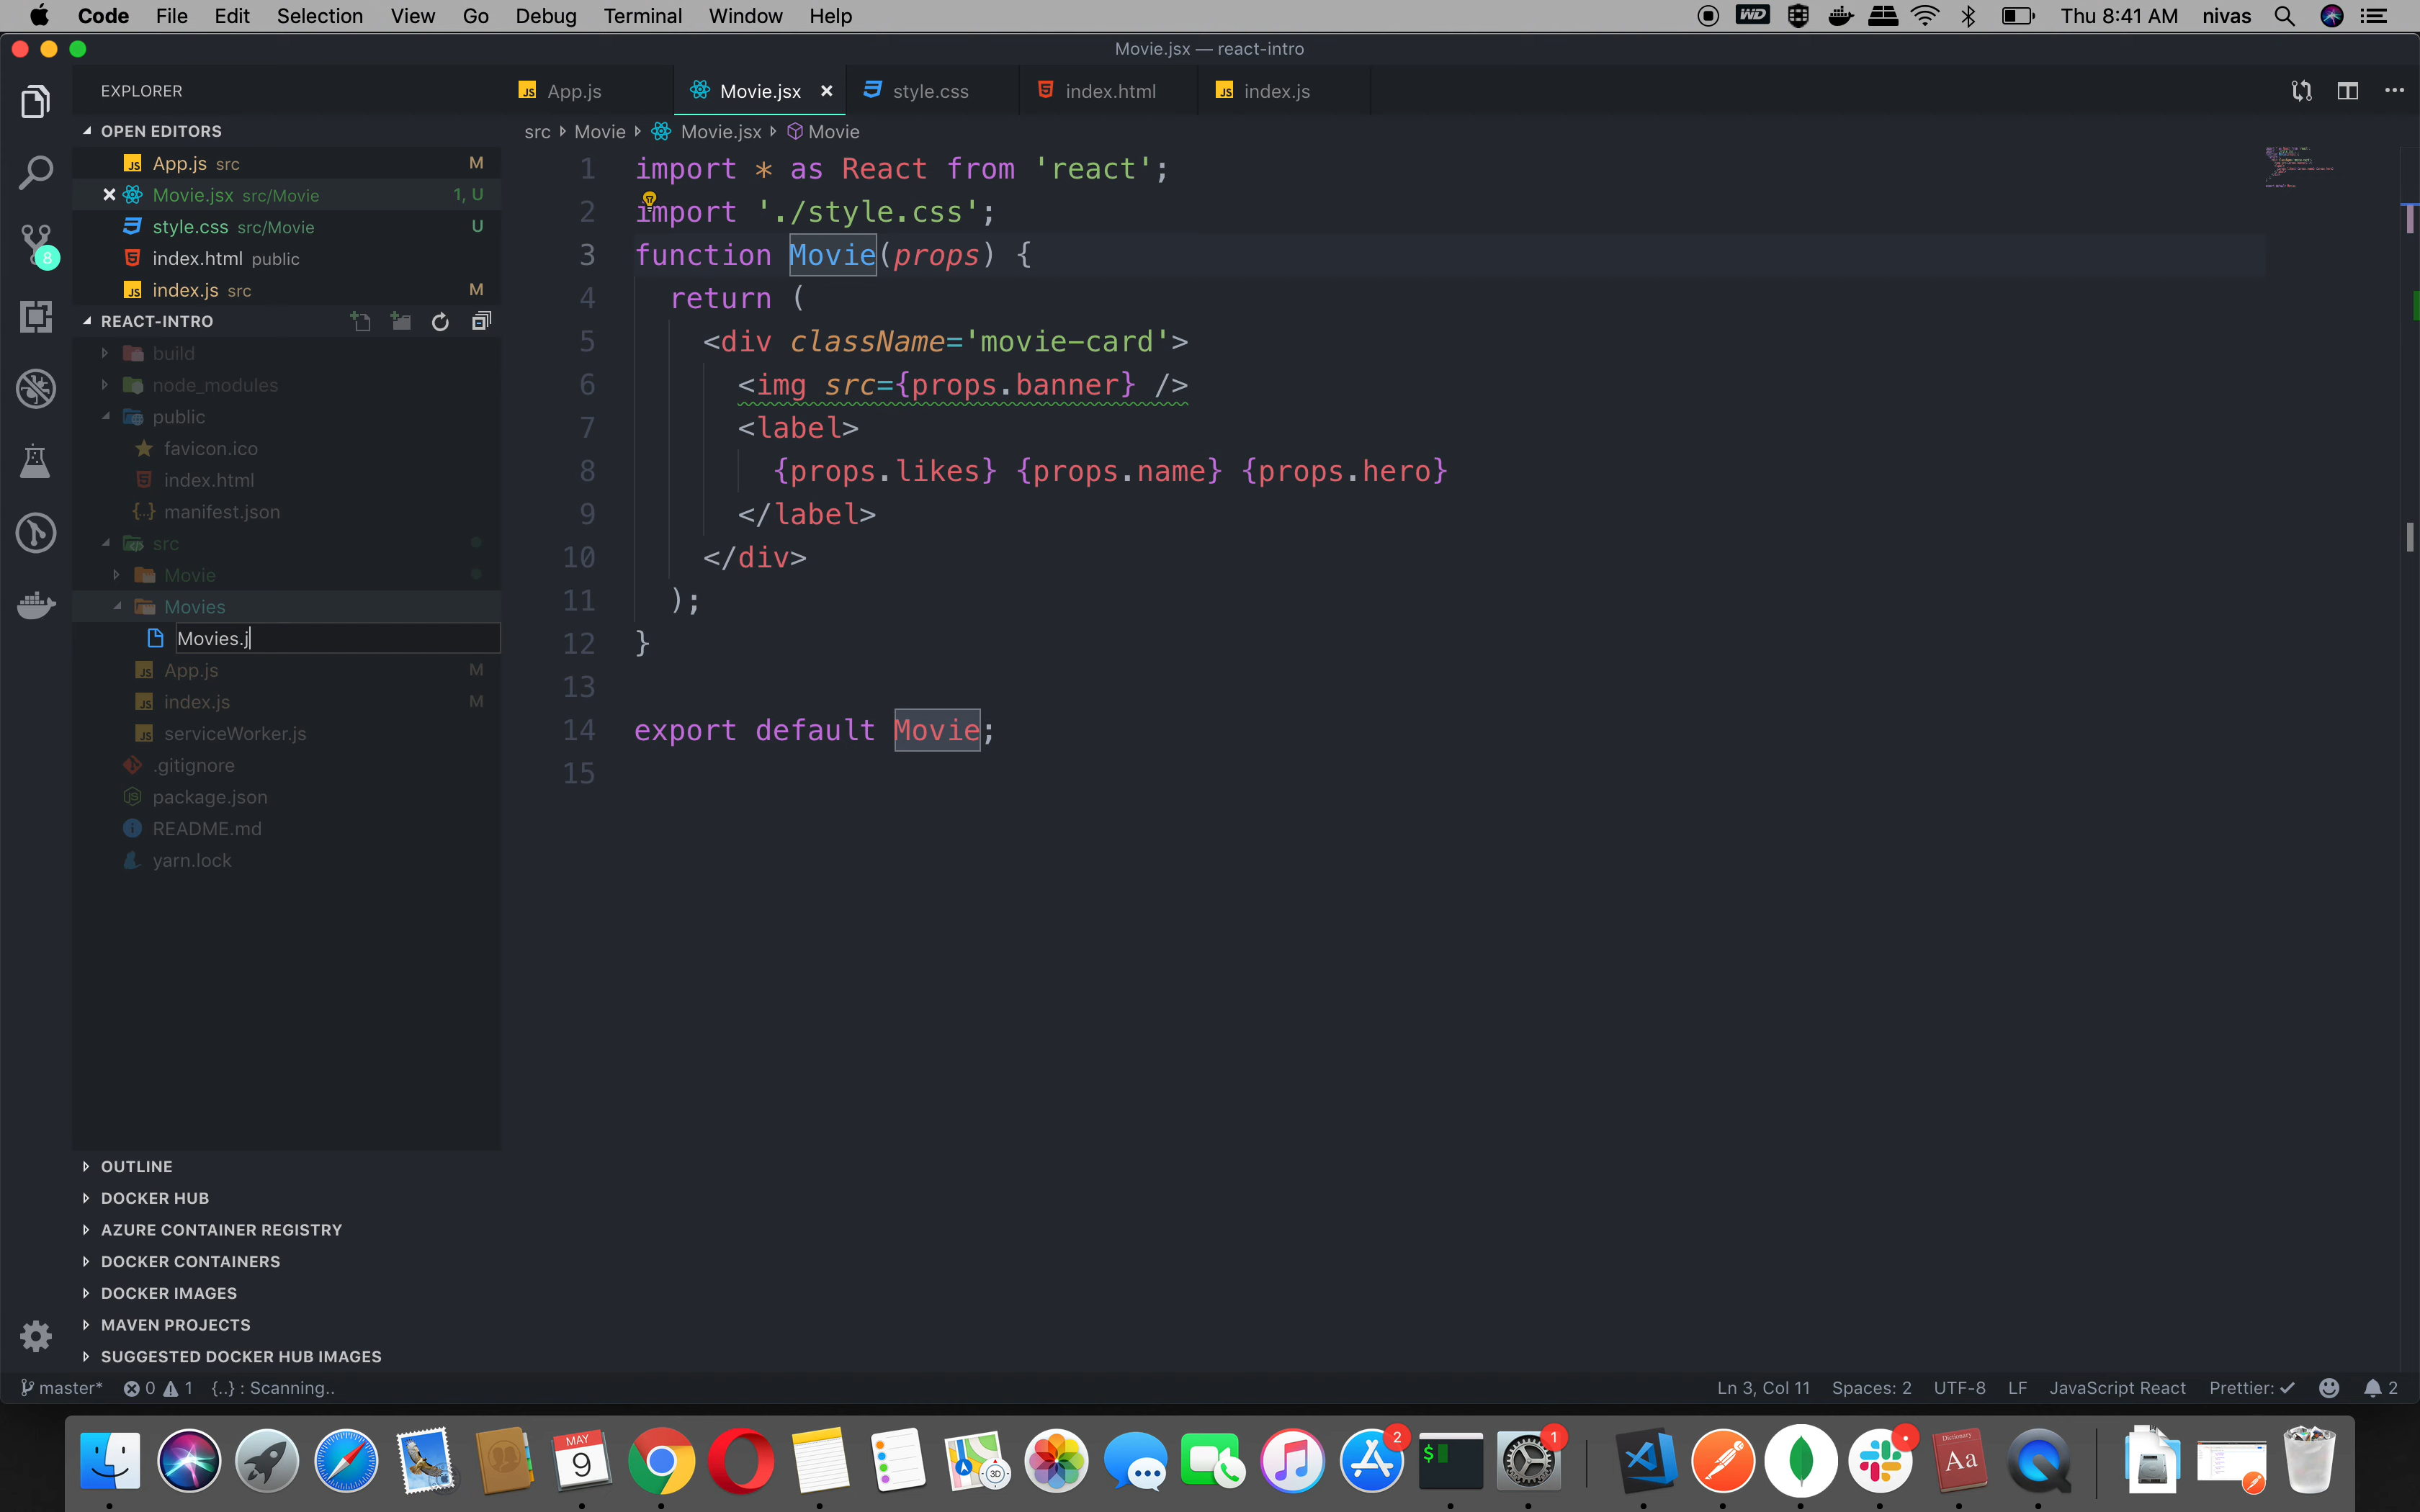 Code File Edit Selection View Go Debug Terminal Window Help
WD Thu 8:41 AM nivas
Movie.jsx — react-intro
EXPLORER
App.js Movie.jsx style.css index.html index.js
OPEN EDITORS
src Movie Movie.jsx Movie
App.js src M
Movie.jsx src/Movie 1, U
style.css src/Movie U
index.html public
index.js src M
8
REACT-INTRO
build
node_modules
public
favicon.ico
index.html
manifest.json
src
Movie
Movies
Movies.j
App.js M
index.js M
serviceWorker.js
.gitignore
package.json
README.md
yarn.lock
1 import * as React from 'react';
2 import './style.css';
3 function Movie(props) {
4 return (
5 <div className='movie-card'>
6 <img src={props.banner} />
7 <label>
8 {props.likes} {props.name} {props.hero}
9 </label>
10 </div>
11 );
12 }
13
14 export default Movie;
15
OUTLINE
DOCKER HUB
AZURE CONTAINER REGISTRY
DOCKER CONTAINERS
DOCKER IMAGES
MAVEN PROJECTS
SUGGESTED DOCKER HUB IMAGES
master* 0 1 {..} : Scanning..
Ln 3, Col 11 Spaces: 2 UTF-8 LF JavaScript React Prettier: 2
MAY
9
3D
2
$
1
Dictionary
Aa